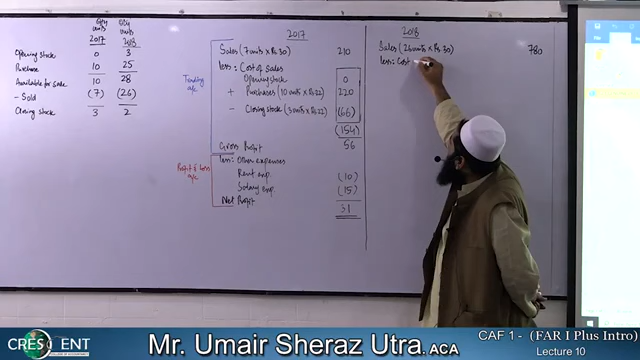 Qty units 2017
Qty units 2018
Opening stock 0 3
Purchase 10 25
Available for sale 10 28
- Sold (7) (26)
Closing stock 3 2
2017
Sales (7 units x Rs.30) 210
less: Cost of Sales
Opening stock 0
+ Purchases (10 units x Rs.22) 220
- Closing stock (3 units x Rs.22) (66)
(154)
Gross Profit 56
less: Other expenses
Rent exp. (10)
Salary exp. (15)
Net Profit 31
Trading a/c
Profit & Loss a/c
2018
Sales (26 units x Rs.30) 780
less: Cost
CRESCENT
Mr. Umair Sheraz Utra. ACA
CAF 1 - (FAR I Plus Intro)
Lecture 10